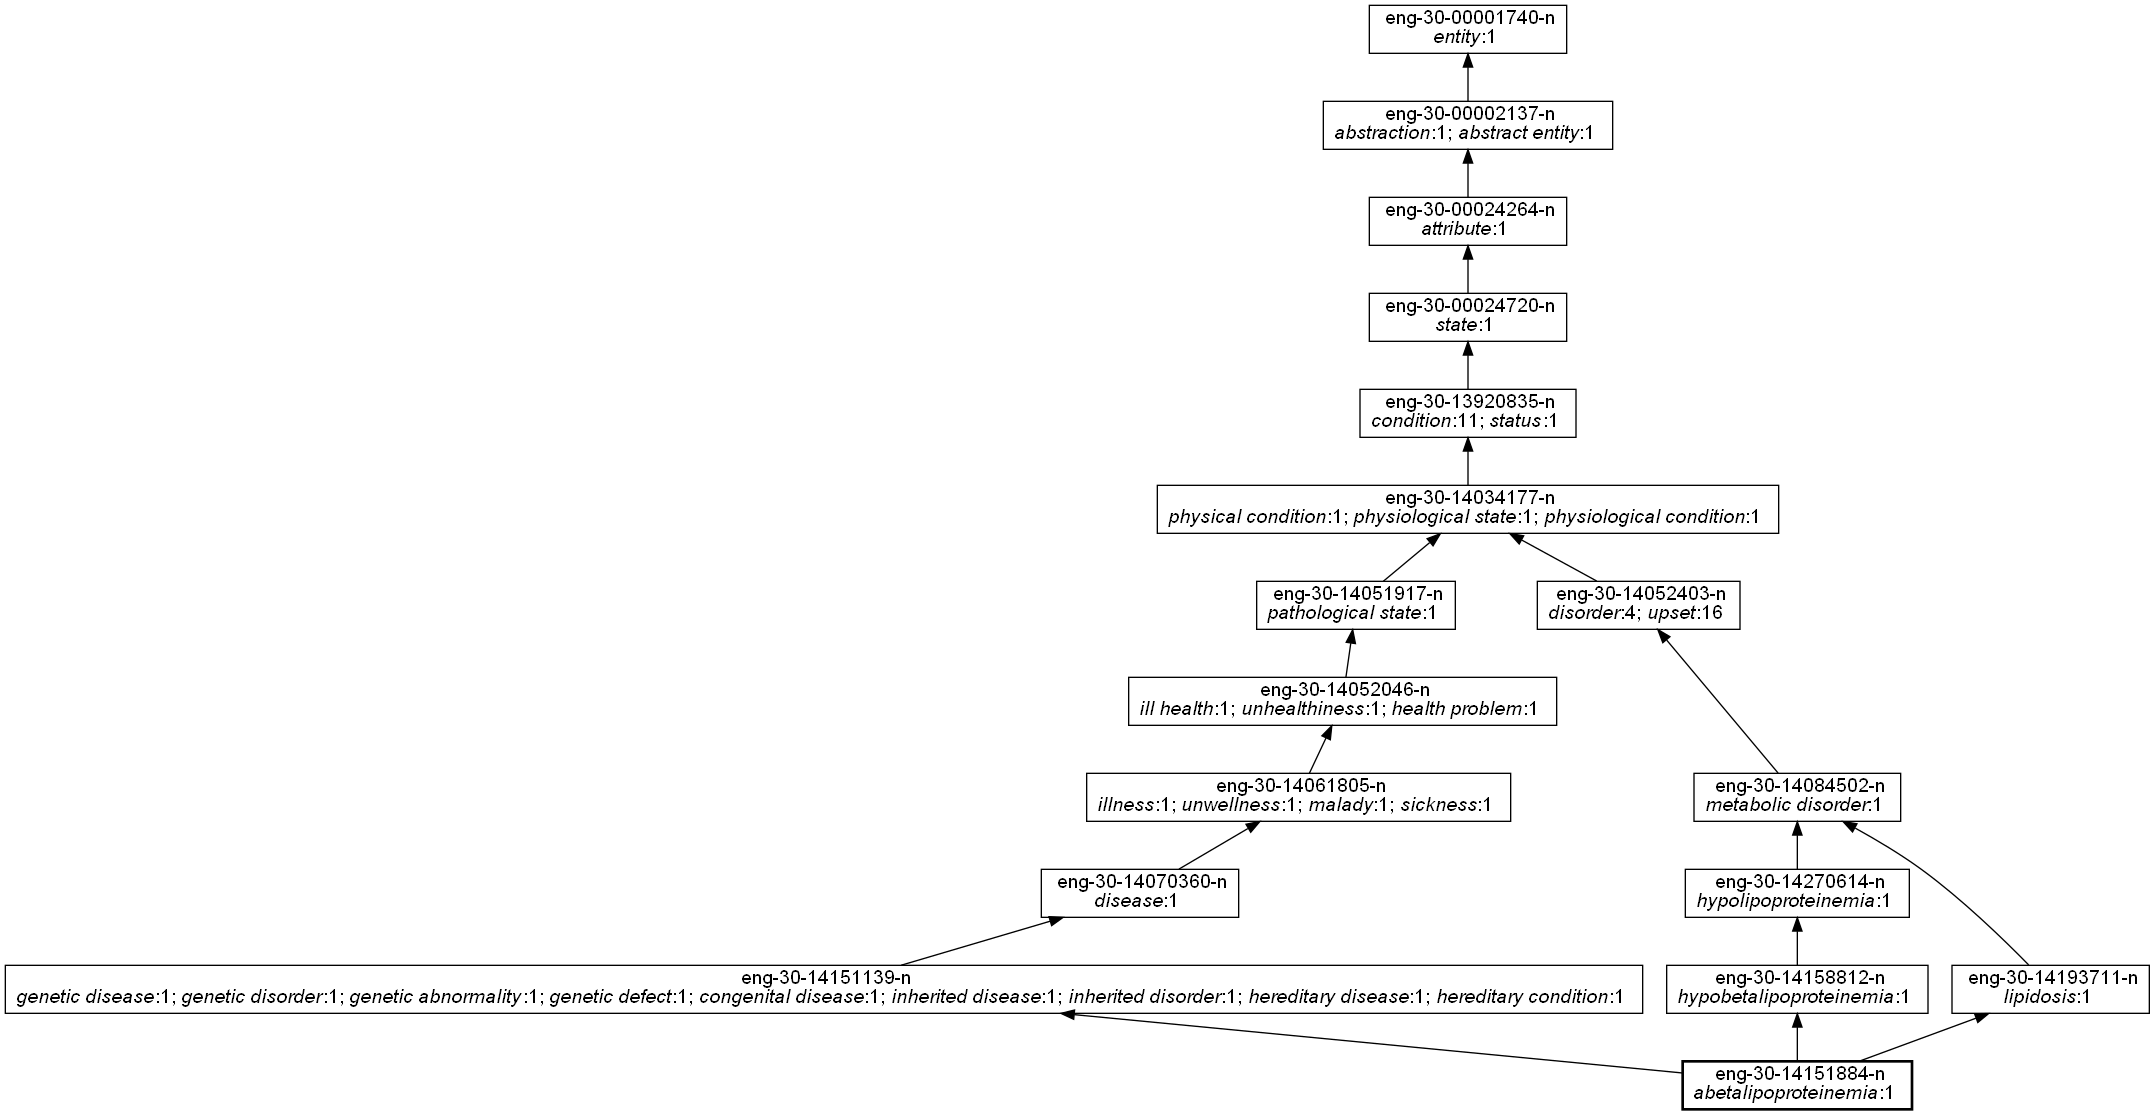 eng-30-00001740-n
entity:1
eng-30-00002137-n
abstraction:1; abstract entity:1
eng-30-00024264-n
attribute:1
eng-30-00024720-n
state:1
eng-30-13920835-n
condition:11; status:1
eng-30-14034177-n
physical condition:1; physiological state:1; physiological condition:1
eng-30-14051917-n
pathological state:1
eng-30-14052403-n
disorder:4; upset:16
eng-30-14052046-n
ill health:1; unhealthiness:1; health problem:1
eng-30-14061805-n
illness:1; unwellness:1; malady:1; sickness:1
eng-30-14084502-n
metabolic disorder:1
eng-30-14070360-n
disease:1
eng-30-14270614-n
hypolipoproteinemia:1
eng-30-14151139-n
genetic disease:1; genetic disorder:1; genetic abnormality:1; genetic defect:1; congenital disease:1; inherited disease:1; inherited disorder:1; hereditary disease:1; hereditary condition:1
eng-30-14158812-n
hypobetalipoproteinemia:1
eng-30-14193711-n
lipidosis:1
eng-30-14151884-n
abetalipoproteinemia:1